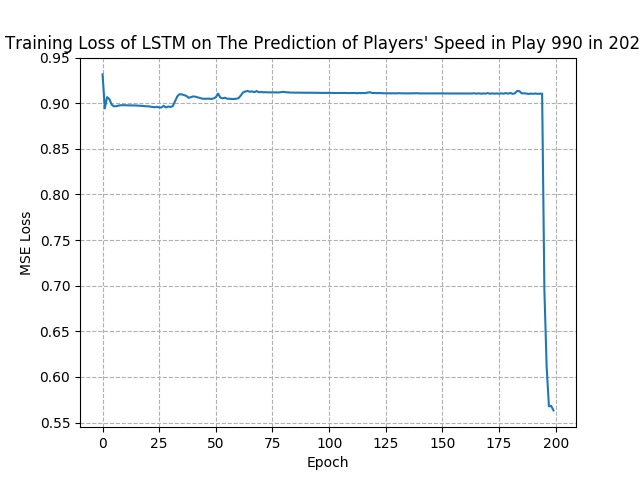 Training Loss of LSTM on The Prediction of Players' Speed in Play 990 in 202
0.95
0.90
0.85
0.80
0.75
0.70
0.65
0.60
0.55
MSE Loss
0 25 50 75 100 125 150 175 200
Epoch